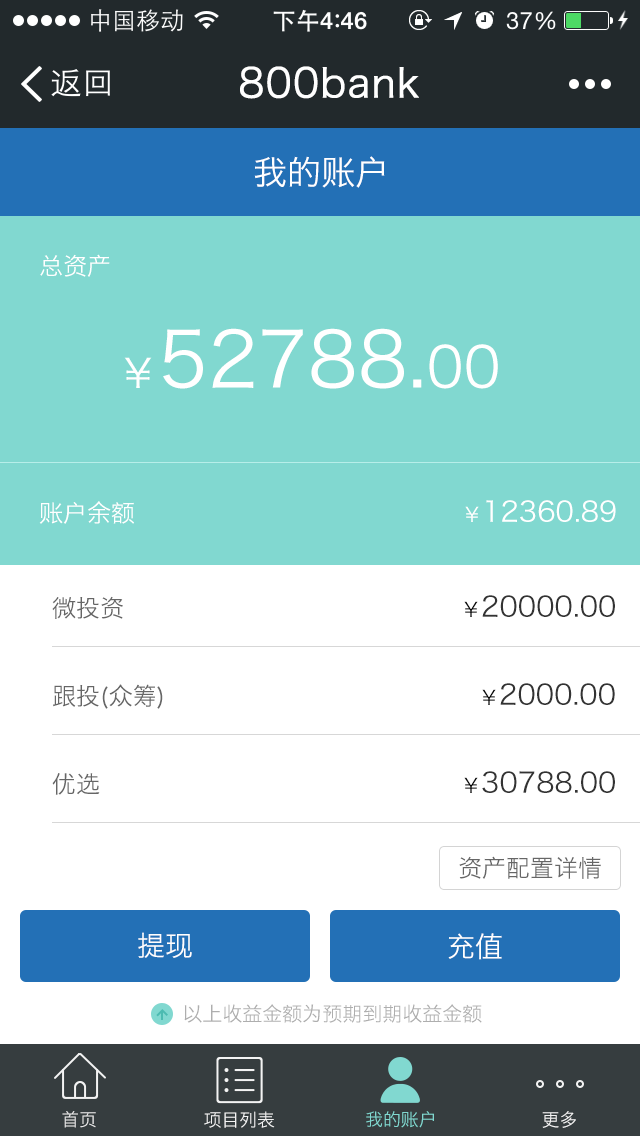 中国移动 下午4:46 37%
返回 800bank
我的账户
总资产
¥52788.00
账户余额 ¥12360.89
微投资 ¥20000.00
跟投(众筹) ¥2000.00
优选 ¥30788.00
资产配置详情
提现 充值
以上收益金额为预期到期收益金额
首页 项目列表 我的账户 更多